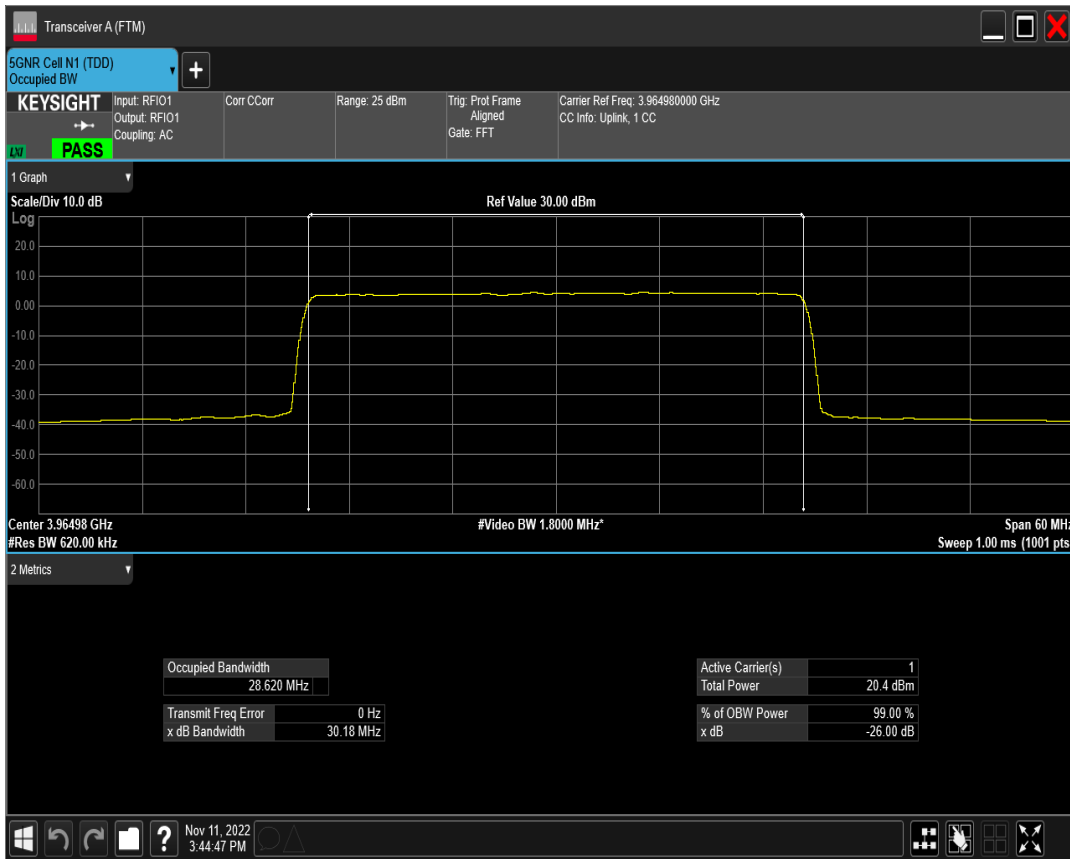 Transceiver A (FTM)
5GNR Cell N1 (TDD)
Occupied BW
+
KEYSIGHT
LXI
PASS
Input: RFIO1
Output: RFIO1
Coupling: AC
Corr CCorr
Range: 25 dBm
Trig: Prot Frame
Aligned
Gate: FFT
Carrier Ref Freq: 3.964980000 GHz
CC Info: Uplink, 1 CC
1 Graph
Scale/Div 10.0 dB
Ref Value 30.00 dBm
Log
20.0
10.0
0.00
-10.0
-20.0
-30.0
-40.0
-50.0
-60.0
Center 3.96498 GHz
#Video BW 1.8000 MHz*
Span 60 MHz
#Res BW 620.00 kHz
Sweep 1.00 ms (1001 pts
2 Metrics
Occupied Bandwidth
28.620 MHz
Transmit Freq Error 0 Hz
x dB Bandwidth 30.18 MHz
Active Carrier(s) 1
Total Power 20.4 dBm
% of OBW Power 99.00 %
x dB -26.00 dB
?
Nov 11, 2022
3:44:47 PM